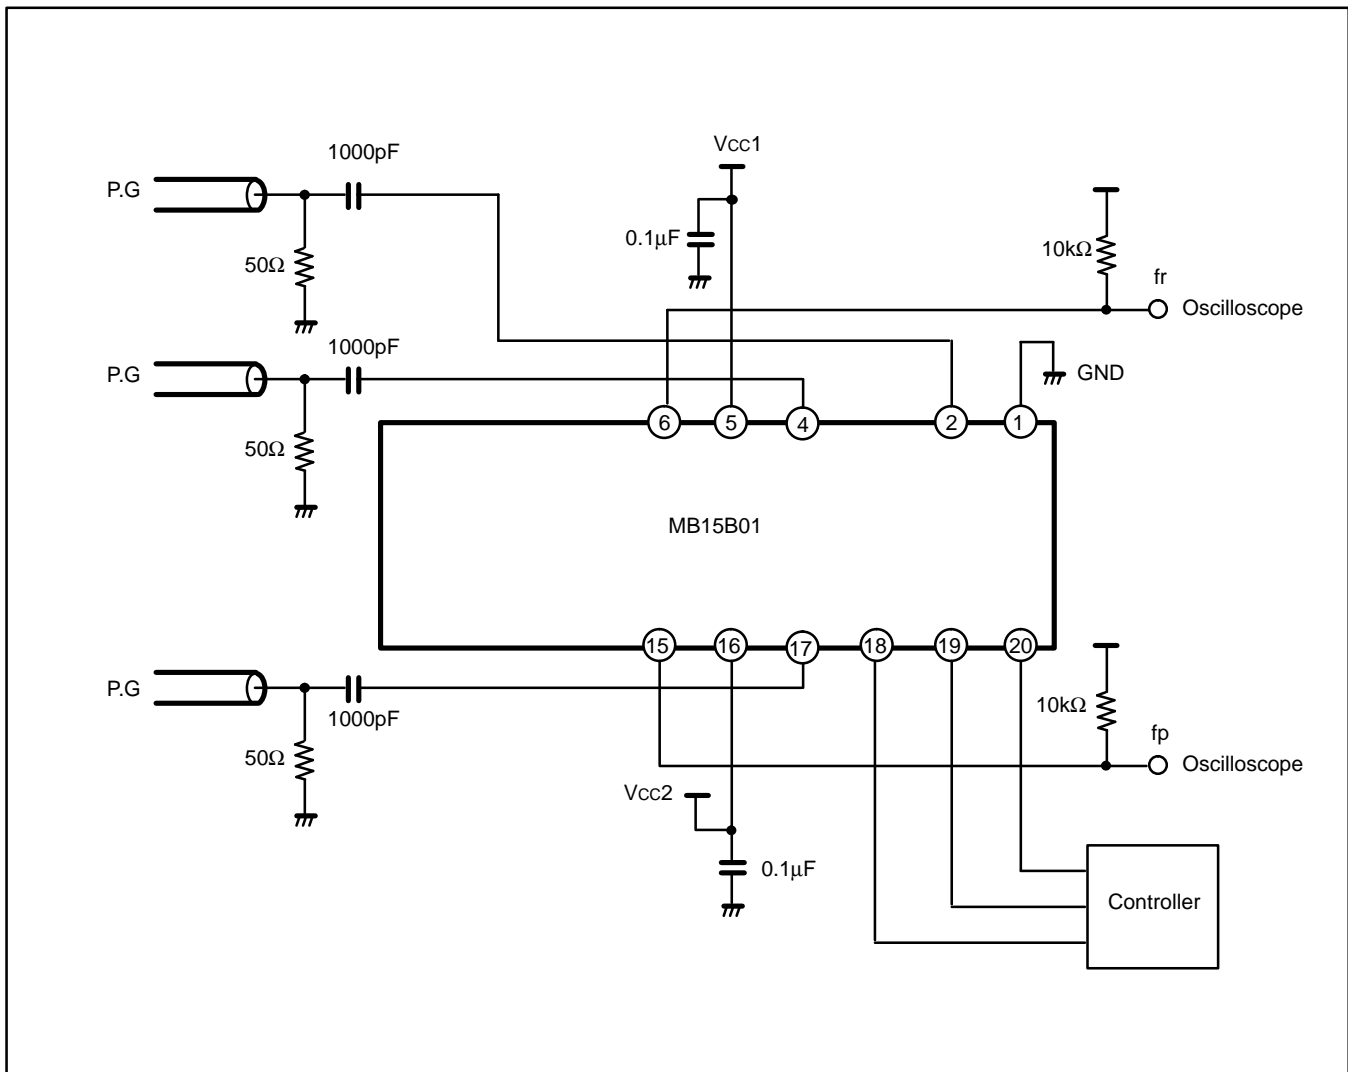 1000pF
Vcc1
P.G
50Ω
0.1μF
10kΩ
fr
Oscilloscope
1000pF
P.G
GND
50Ω
6
5
4
2
1
MB15B01
15
16
17
18
19
20
P.G
1000pF
50Ω
10kΩ
fp
Oscilloscope
Vcc2
0.1μF
Controller